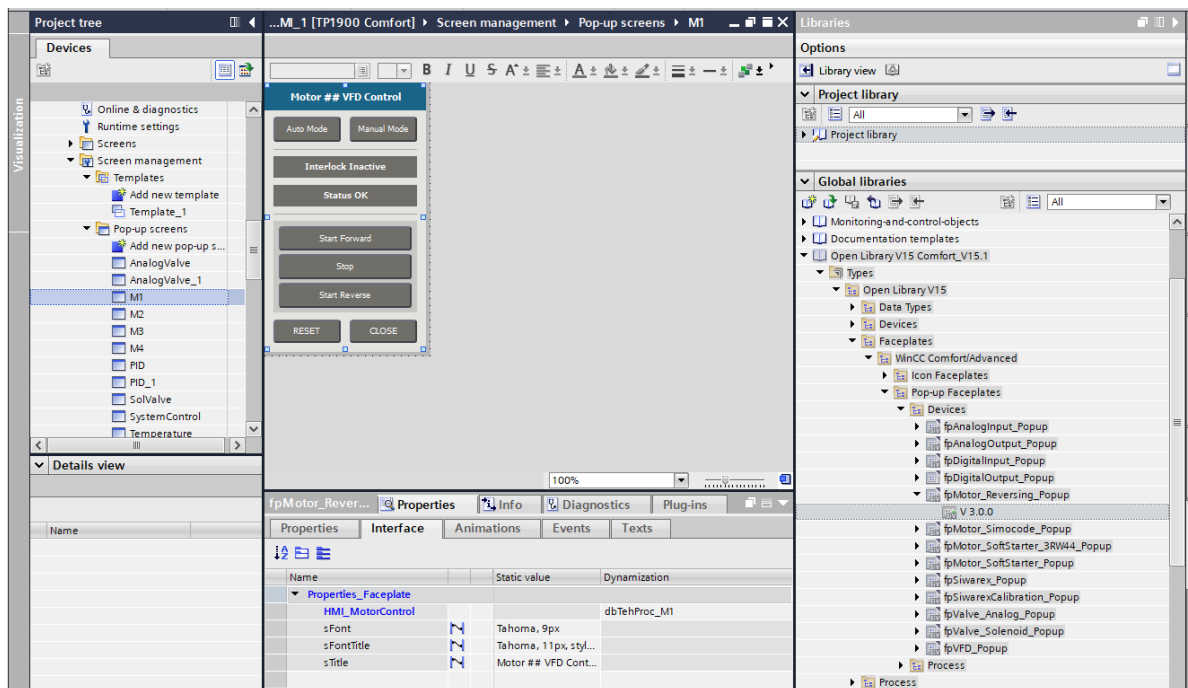 Project tree
Devices
Visualization
Online & diagnostics
Runtime settings
Screens
Screen management
Templates
Add new template
Template_1
Pop-up screens
Add new pop-up s...
AnalogValve
AnalogValve_1
M1
M2
M3
M4
PID
PID_1
SolValve
SystemControl
Temperature
Details view
Name
...MI_1 [TP1900 Comfort] Screen management Pop-up screens M1
B I U S A A
Motor ## VFD Control
Auto Mode Manual Mode
Interlock Inactive
Status OK
Start Forward
Stop
Start Reverse
RESET CLOSE
100%
fpMotor_Rever... Properties Info Diagnostics Plug-ins
Properties Interface Animations Events Texts
Name Static value Dynamization
Properties_Faceplate
HMI_MotorControl dbTehProc_M1
sFont Tahoma, 9px
sFontTitle Tahoma, 11px, styl...
sTitle Motor ## VFD Cont...
Libraries
Options
Library view
Project library
All
Project library
Global libraries
All
Monitoring-and-control-objects
Documentation templates
Open Library V15 Comfort_V15.1
Types
Open Library V15
Data Types
Devices
Faceplates
WinCC Comfort/Advanced
Icon Faceplates
Pop-up Faceplates
Devices
fpAnalogInput_Popup
fpAnalogOutput_Popup
fpDigitalInput_Popup
fpDigitalOutput_Popup
fpMotor_Reversing_Popup
V 3.0.0
fpMotor_Simocode_Popup
fpMotor_SoftStarter_3RW44_Popup
fpMotor_SoftStarter_Popup
fpSiwarex_Popup
fpSiwarexCalibration_Popup
fpValve_Analog_Popup
fpValve_Solenoid_Popup
fpVFD_Popup
Process
Process